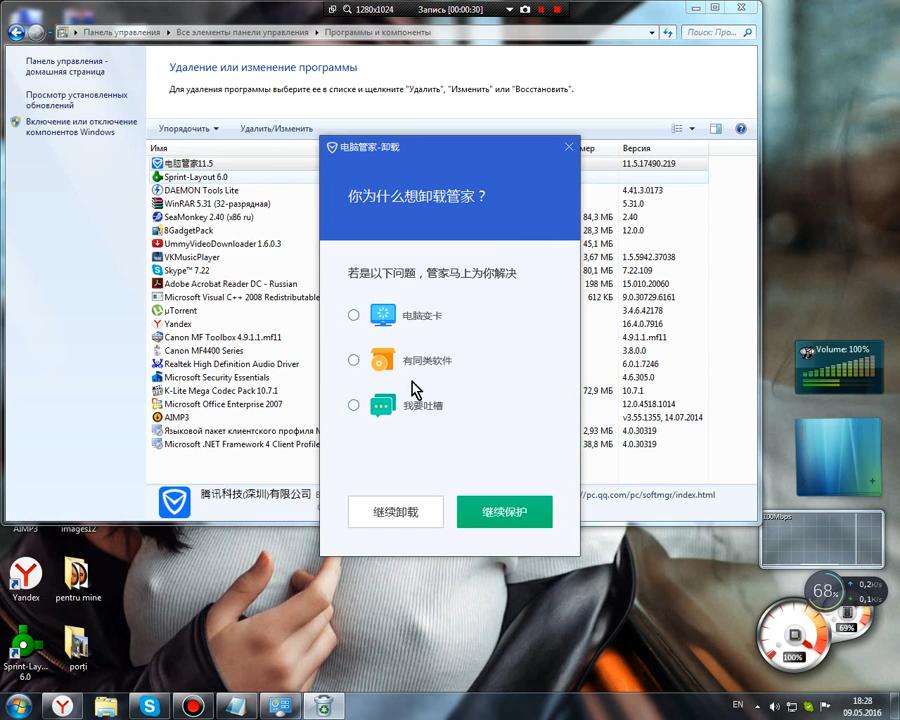 1280x1024 Запись [00:00:30]
Панель управления Все элементы панели управления Программы и компоненты
Поиск: Про...
Панель управления -
домашняя страница
Просмотр установленных
обновлений
Включение или отключение
компонентов Windows
Удаление или изменение программы
Для удаления программы выберите ее в списке и щелкните "Удалить", "Изменить" или "Восстановить".
Упорядочить Удалить/Изменить
Имя мер Версия
电脑管家11.5 11.5.17490.219
Sprint-Layout 6.0
DAEMON Tools Lite 4.41.3.0173
WinRAR 5.31 (32-разрядная) 5.31.0
SeaMonkey 2.40 (x86 ru) 84,3 МБ 2.40
8GadgetPack 28,3 МБ 12.0.0
UmmyVideoDownloader 1.6.0.3 45,1 МБ
VKMusicPlayer 3,67 МБ 1.5.5942.37038
Skype™ 7.22 80,1 МБ 7.22.109
Adobe Acrobat Reader DC - Russian 198 МБ 15.010.20060
Microsoft Visual C++ 2008 Redistributable 612 КБ 9.0.30729.6161
µTorrent 3.4.6.42178
Yandex 16.4.0.7916
Canon MF Toolbox 4.9.1.1.mf11 4.9.1.1.mf11
Canon MF4400 Series 3.8.0.0
Realtek High Definition Audio Driver 6.0.1.7246
Microsoft Security Essentials 4.6.305.0
K-Lite Mega Codec Pack 10.7.1 72,9 МБ 10.7.1
Microsoft Office Enterprise 2007 12.0.4518.1014
AIMP3 v3.55.1355, 14.07.2014
Языковой пакет клиентского профиля 2,93 МБ 4.0.30319
Microsoft .NET Framework 4 Client Profile 38,8 МБ 4.0.30319
腾讯科技(深圳)有限公司
//pc.qq.com/pc/softmgr/index.html
电脑管家-卸载
你为什么想卸载管家？
若是以下问题，管家马上为你解决
电脑变卡
有同类软件
我要吐槽
继续卸载 继续保护
Volume: 100%
100Mbps
68%
0,2K/s
0,1K/s
69%
100%
AIMP3 images12
Yandex pentru mine
Sprint-Lay...
6.0
porti
EN
18:28
09.05.2016